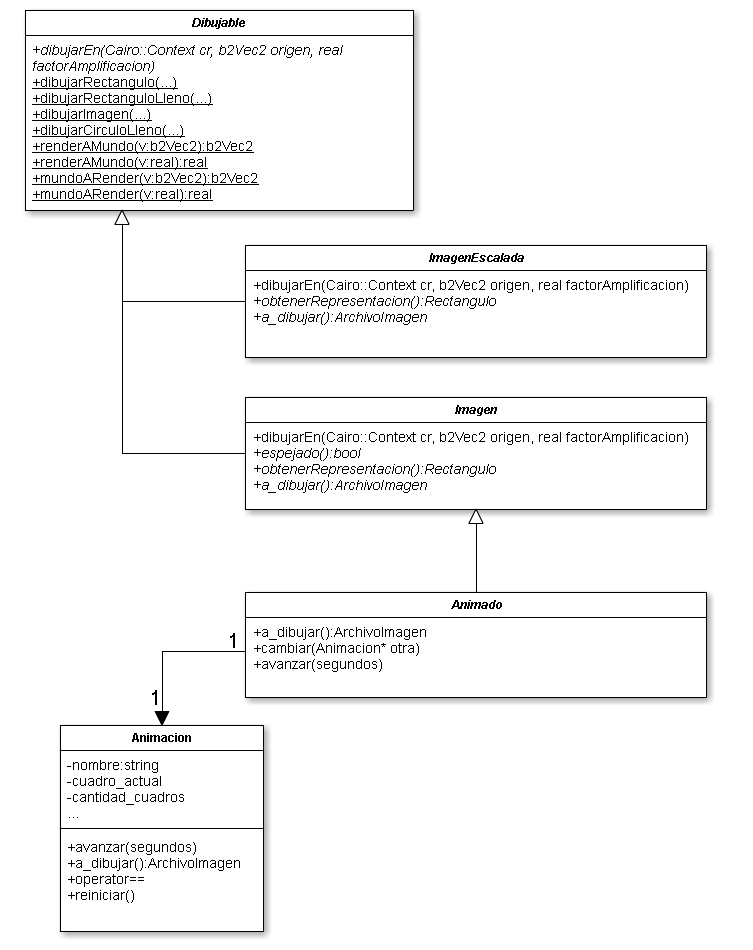 Dibujable
+dibujarEn(Cairo::Context cr, b2Vec2 origen, real
factorAmplificacion)
+dibujarRectangulo(...)
+dibujarRectanguloLleno(...)
+dibujarImagen(...)
+dibujarCirculoLleno(...)
+renderAMundo(v:b2Vec2):b2Vec2
+renderAMundo(v:real):real
+mundoARender(v:b2Vec2):b2Vec2
+mundoARender(v:real):real
ImagenEscalada
+dibujarEn(Cairo::Context cr, b2Vec2 origen, real factorAmplificacion)
+obtenerRepresentacion():Rectangulo
+a_dibujar():ArchivoImagen
Imagen
+dibujarEn(Cairo::Context cr, b2Vec2 origen, real factorAmplificacion)
+espejado():bool
+obtenerRepresentacion():Rectangulo
+a_dibujar():ArchivoImagen
Animado
+a_dibujar():ArchivoImagen
+cambiar(Animacion* otra)
+avanzar(segundos)
1
1
Animacion
-nombre:string
-cuadro_actual
-cantidad_cuadros
...
+avanzar(segundos)
+a_dibujar():ArchivoImagen
+operator==
+reiniciar()